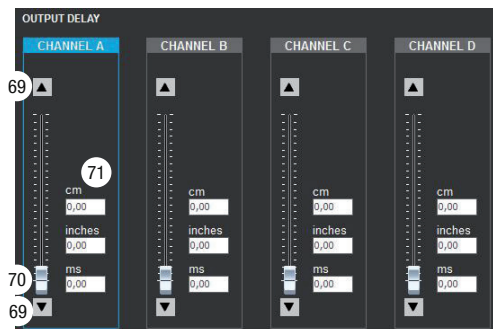 OUTPUT DELAY
CHANNEL A CHANNEL B CHANNEL C CHANNEL D
69
71
cm cm cm cm
0,00 0,00 0,00 0,00
inches inches inches inches
0,00 0,00 0,00 0,00
70 ms ms ms ms
0,00 0,00 0,00 0,00
69